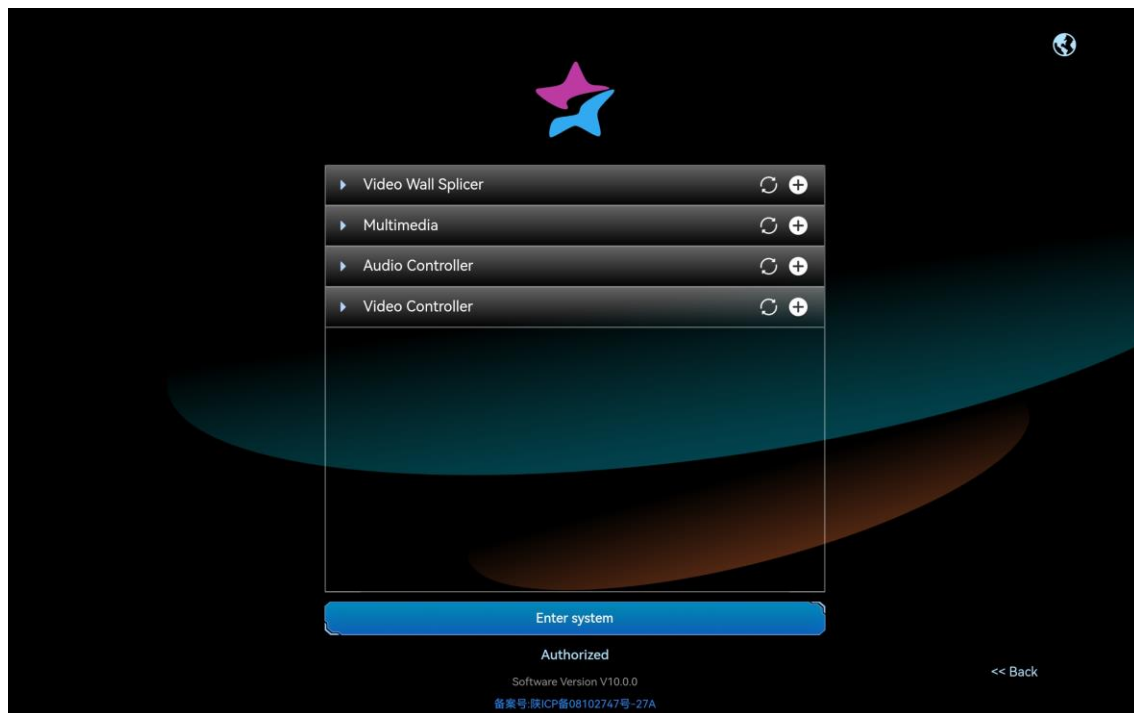 Video Wall Splicer
Multimedia
Audio Controller
Video Controller
Enter system
Authorized
<< Back
Software Version V10.0.0
备案号:陕ICP备08102747号-27A